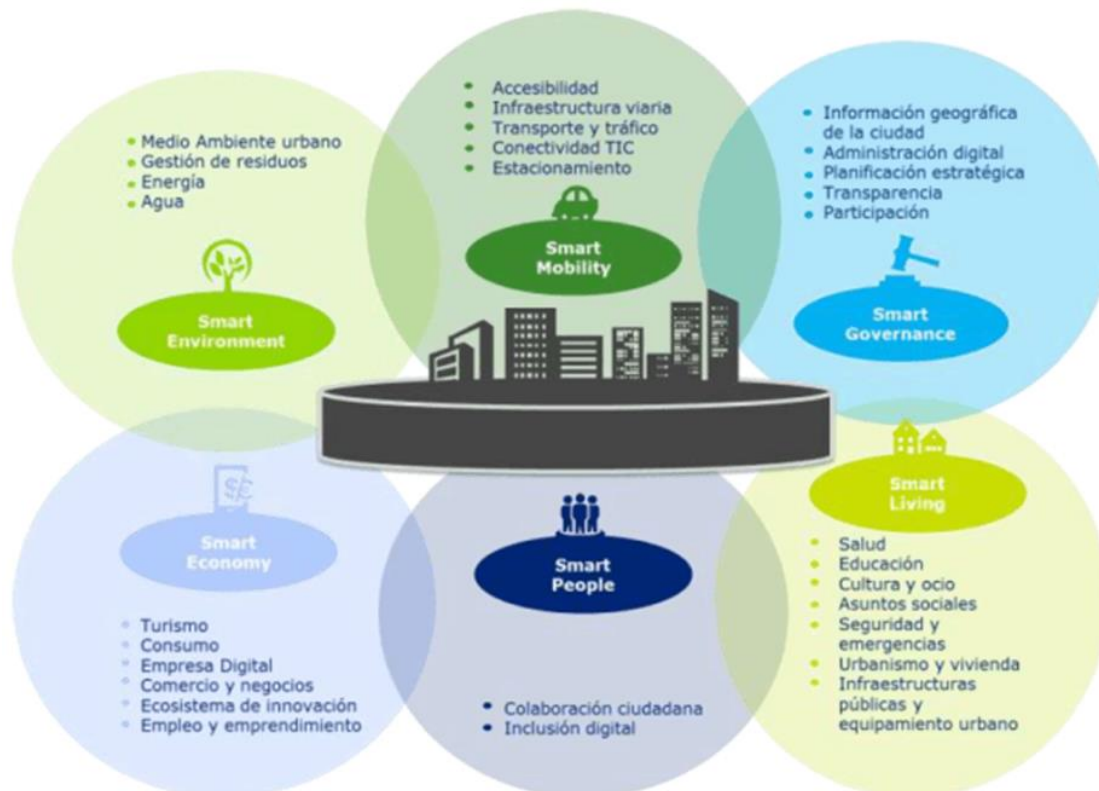 Medio Ambiente urbano
Gestión de residuos
Energía
Agua
Smart
Environment
Accesibilidad
Infraestructura viaria
Transporte y tráfico
Conectividad TIC
Estacionamiento
Smart
Mobility
Información geográfica
de la ciudad
Administración digital
Planificación estratégica
Transparencia
Participación
Smart
Governance
Smart
Economy
Turismo
Consumo
Empresa Digital
Comercio y negocios
Ecosistema de innovación
Empleo y emprendimiento
Smart
People
Colaboración ciudadana
Inclusión digital
Smart
Living
Salud
Educación
Cultura y ocio
Asuntos sociales
Seguridad y
emergencias
Urbanismo y vivienda
Infraestructuras
públicas y
equipamiento urbano